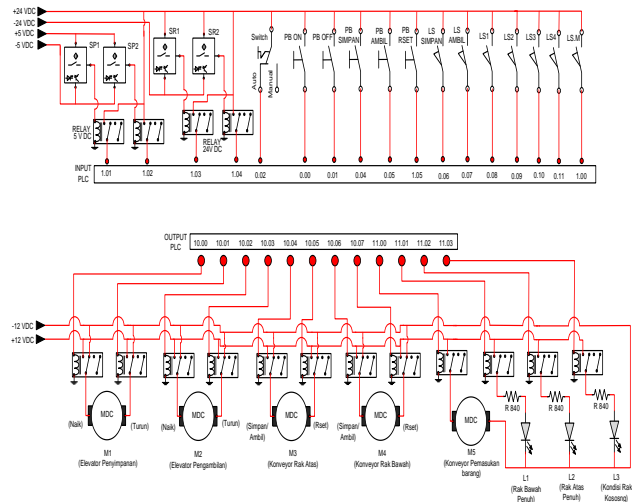 +24 VDC
-24 VDC
+5 VDC
-5 VDC
SP1
SP2
SR1
SR2
Switch
Auto
Manual
PB ON
PB OFF
PB
SIMPAN
PB
AMBIL
PB
RSET
LS
SIMPAN
LS
AMBIL
LS1
LS2
LS3
LS4
LS.M
RELAY
5 V DC
RELAY
24V DC
INPUT
PLC
1.01
1.02
1.03
1.04
0.02
0.00
0.01
0.04
0.05
1.05
0.06
0.07
0.08
0.09
0.10
0.11
1.00
OUTPUT
PLC
10.00
10.01
10.02
10.03
10.04
10.05
10.06
10.07
11.00
11.01
11.02
11.03
-12 VDC
+12 VDC
(Naik)
MDC
(Turun)
(Naik)
MDC
(Turun)
(Simpan/
Ambil)
MDC
(Rset)
(Simpan/
Ambil)
MDC
(Rset)
MDC
R 840
R 840
R 840
M1
(Elevator Penyimpanan)
M2
(Elevator Pengambilan)
M3
(Konveyor Rak Atas)
M4
(Konveyor Rak Bawah)
M5
(Konveyor Pemasukan
barang)
L1
(Rak Bawah
Penuh)
L2
(Rak Atas
Penuh)
L3
(Kondisi Rak
Kososng)